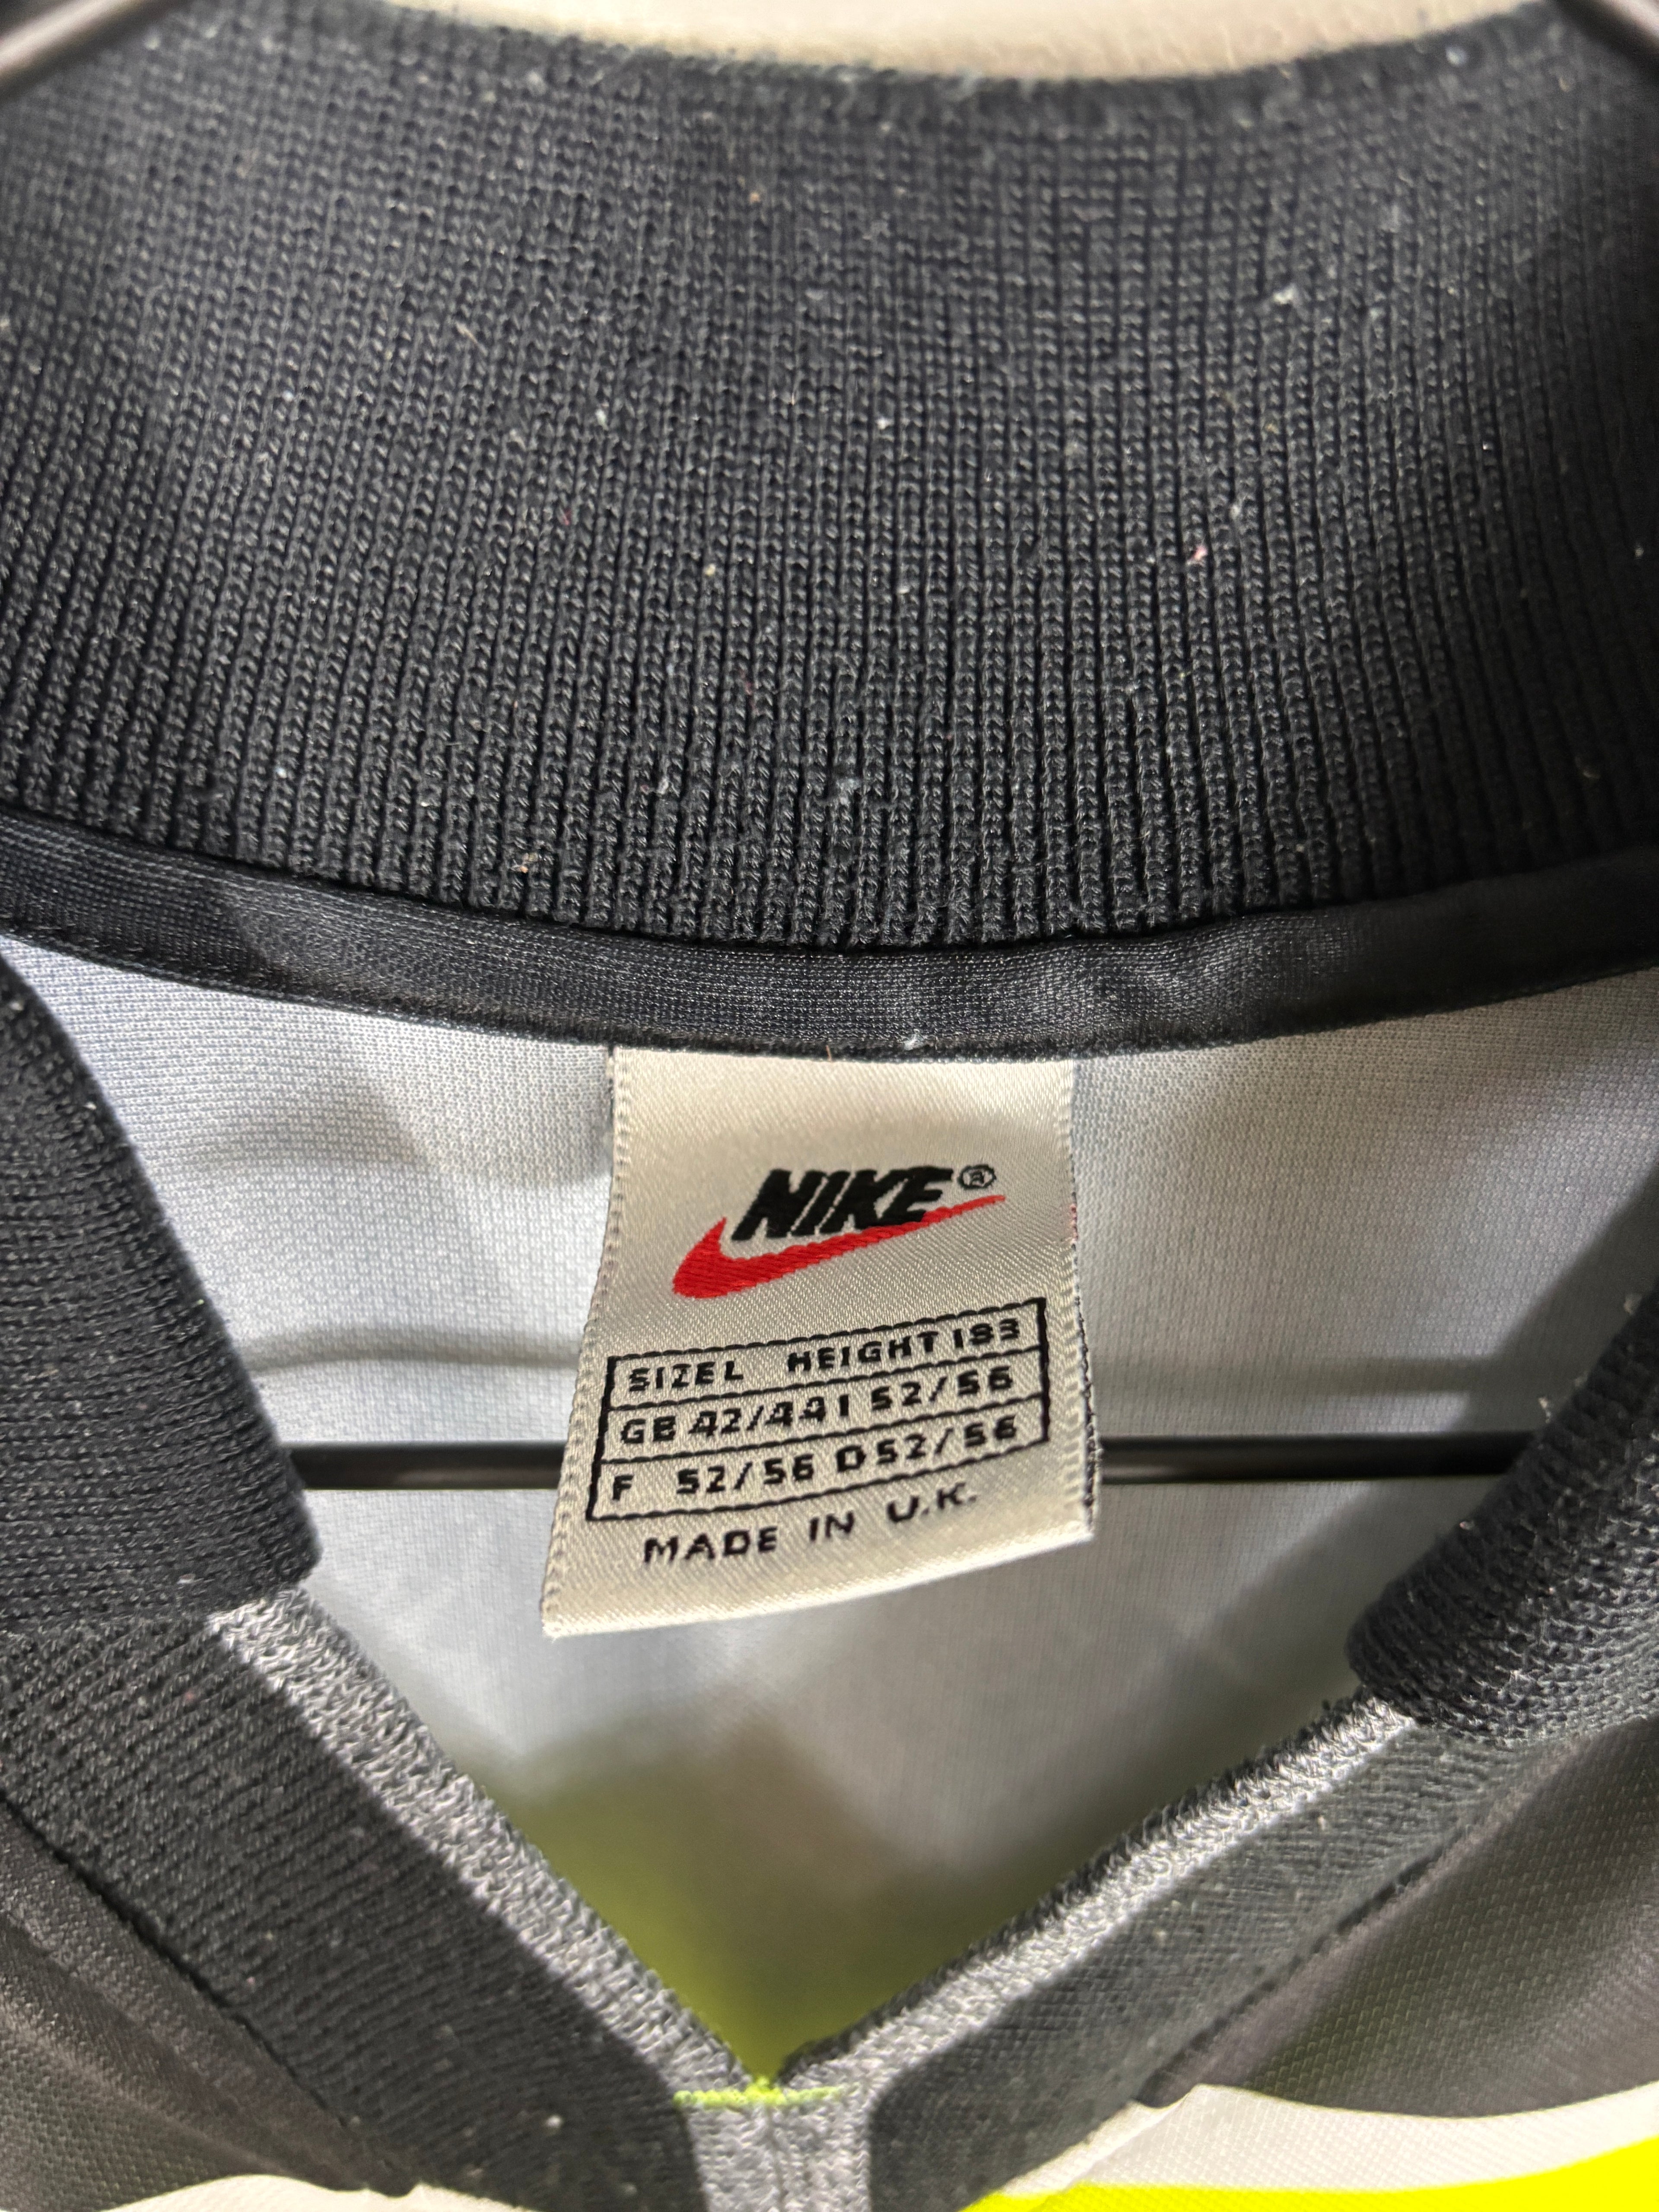 NIKE®
SIZE L HEIGHT 183
GB 42/44 I 52/56
F 52/56 D 52/56
MADE IN U.K.